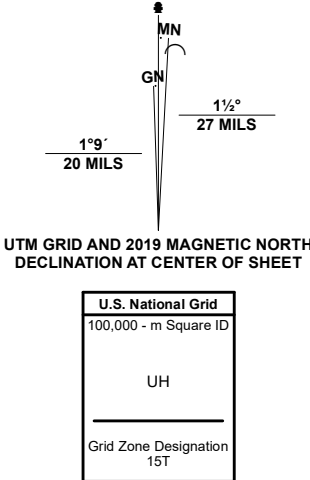 MN
GN
1½°
27 MILS
1°9´
20 MILS
UTM GRID AND 2019 MAGNETIC NORTH
DECLINATION AT CENTER OF SHEET
U.S. National Grid
100,000 - m Square ID
UH
Grid Zone Designation
15T